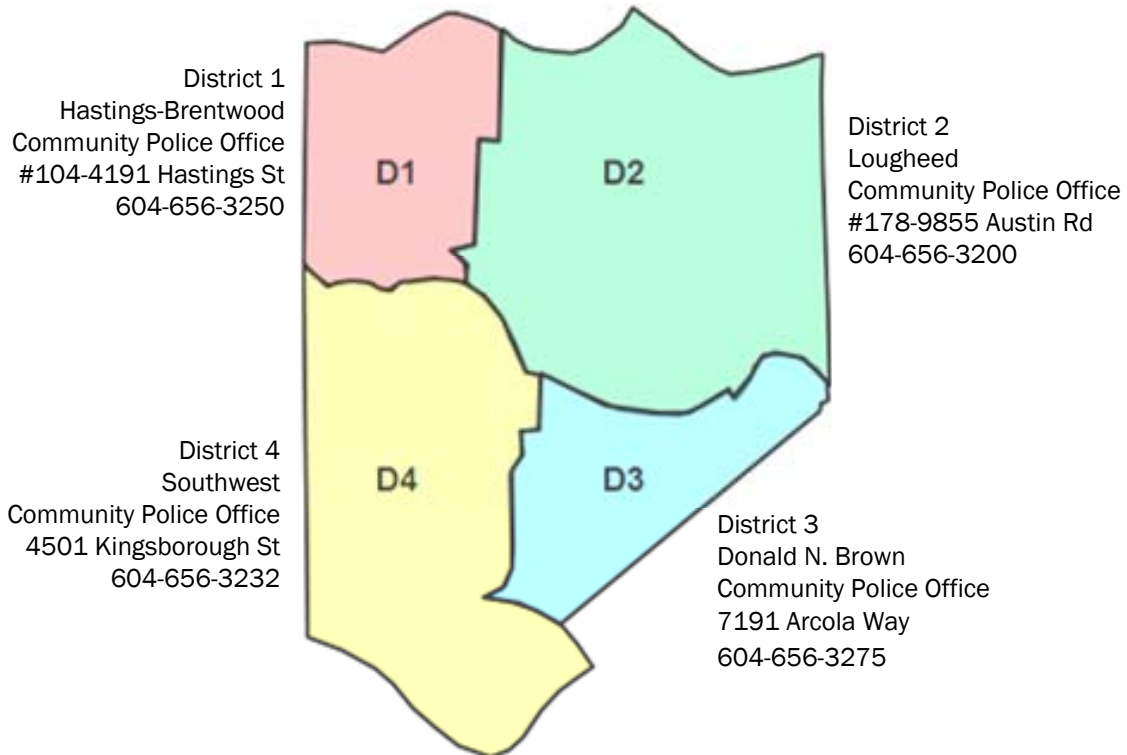 District 1
Hastings-Brentwood
Community Police Office
#104-4191 Hastings St
604-656-3250
D1
D2
District 2
Lougheed
Community Police Office
#178-9855 Austin Rd
604-656-3200
District 4
Southwest
Community Police Office
4501 Kingsborough St
604-656-3232
D4
D3
District 3
Donald N. Brown
Community Police Office
7191 Arcola Way
604-656-3275